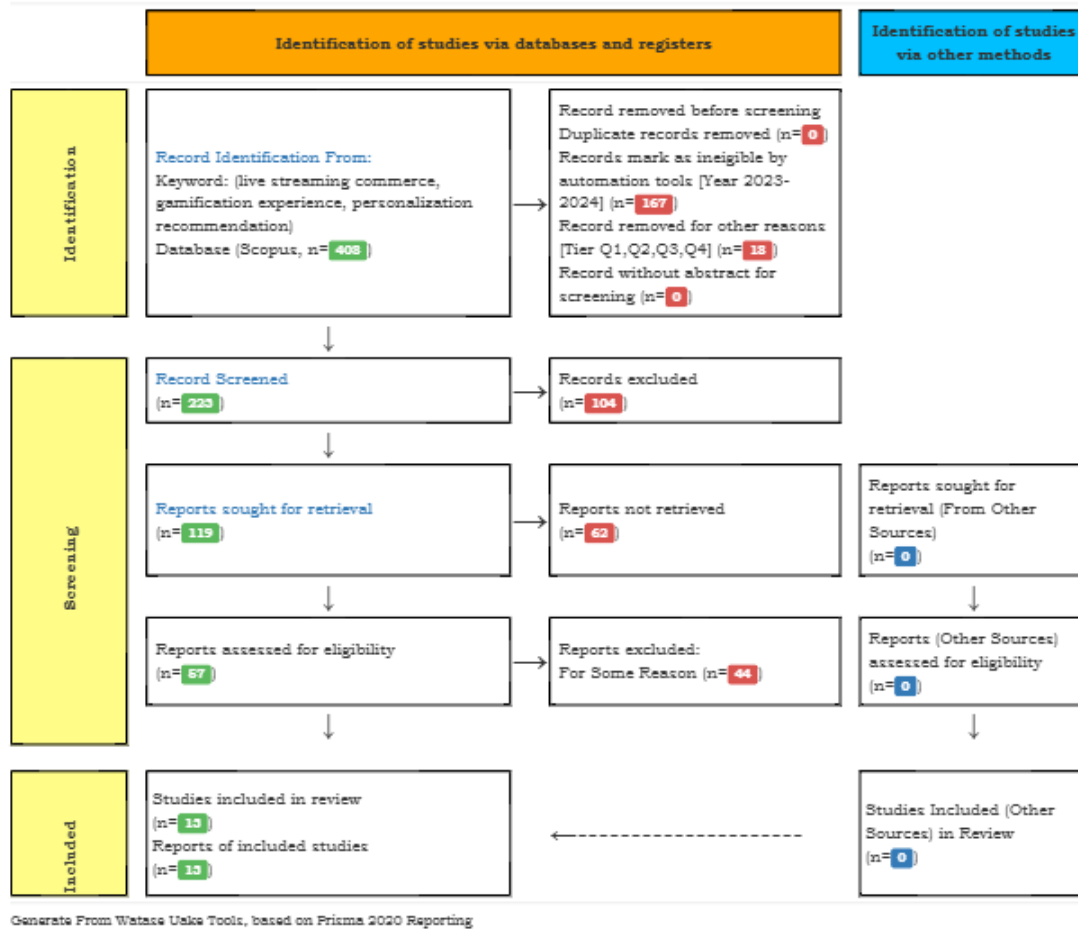 Identification of studies via databases and registers
Identification of studies
via other methods
Identification
Record Identification From:
Keyword: (live streaming commerce,
gamification experience, personalization
recommendation)
Database (Scopus, n= 408 )
Record removed before screening
Duplicate records removed (n= 0 )
Records mark as ineigible by
automation tools [Year 2023-
2024] (n= 167 )
Record removed for other reasons
[Tier Q1,Q2,Q3,Q4] (n= 18 )
Record without abstract for
screening (n= 0 )
Screening
Record Screened
(n= 223 )
Records excluded
(n= 104 )
Reports sought for retrieval
(n= 119 )
Reports not retrieved
(n= 62 )
Reports sought for
retrieval (From Other
Sources)
(n= 0 )
Reports assessed for eligibility
(n= 57 )
Reports excluded:
For Some Reason (n= 44 )
Reports (Other Sources)
assessed for eligibility
(n= 0 )
Included
Studies included in review
(n= 13 )
Reports of included studies
(n= 13 )
Studies Included (Other
Sources) in Review
(n= 0 )
Generate From Watase Uake Tools, based on Prisma 2020 Reporting